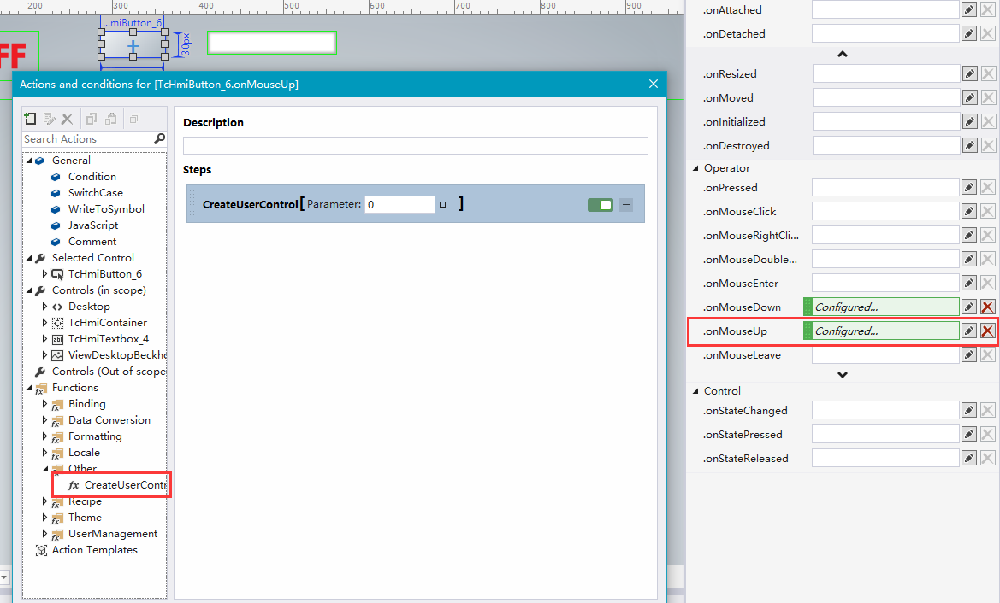 200 300 400 500 600 700 800 900
...miButton_6
30px
FF
Actions and conditions for [TcHmiButton_6.onMouseUp]
Search Actions
General
Condition
SwitchCase
WriteToSymbol
JavaScript
Comment
Selected Control
TcHmiButton_6
Controls (in scope)
Desktop
TcHmiContainer
TcHmiTextbox_4
ViewDesktopBeckho
Controls (Out of scope
Functions
Binding
Data Conversion
Formatting
Locale
Other
fx CreateUserContr
Recipe
Theme
UserManagement
Action Templates
Description
Steps
CreateUserControl[ Parameter: 0 ]
.onAttached
.onDetached
.onResized
.onMoved
.onInitialized
.onDestroyed
Operator
.onPressed
.onMouseClick
.onMouseRightCli...
.onMouseDouble...
.onMouseEnter
.onMouseDown Configured...
.onMouseUp Configured...
.onMouseLeave
Control
.onStateChanged
.onStatePressed
.onStateReleased